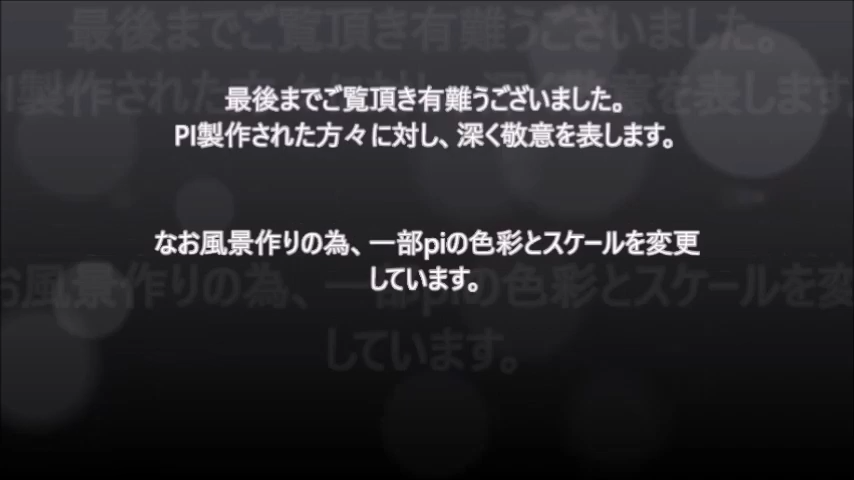 最後までご覧頂き有難うございました。
PI製作された方々に対し、深く敬意を表します。
なお風景作りの為、一部piの色彩とスケールを変更
しています。